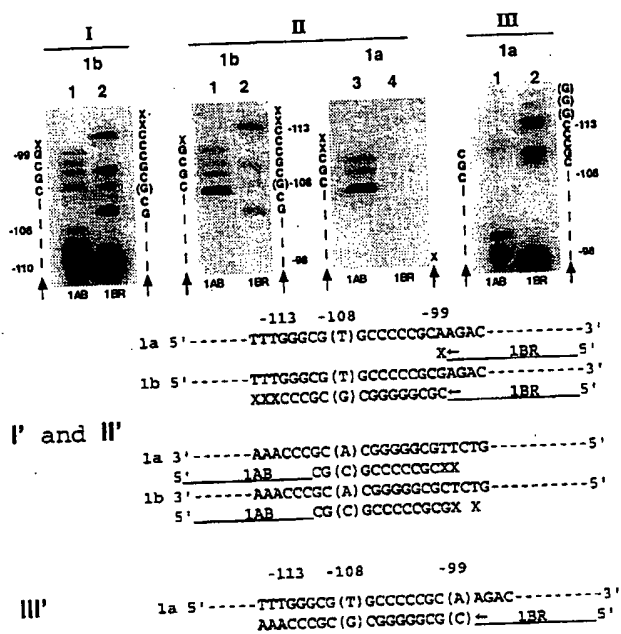 I II III
1b 1b 1a 1a
1 2 1 2 3 4 1 2
-99
-108
-110
-113
-108
-98
-113
-108
-98
1AB 1BR 1AB 1BR 1AB 1BR 1AB 1BR
X
-113 -108 -99
1a 5'------TTTGGGCG(T)GCCCCCGCAAGAC------------3'
X← 1BR 5'
1b 5'------TTTGGGCG(T)GCCCCCGCGAGAC------------3'
XXXCCCGC(G)CGGGGGCGC← 1BR 5'
I' and II'
1a 3'------AAACCCGC(A)CGGGGGCGTTCTG------------5'
5' 1AB CG(C)GCCCCCGCXX
1b 3'------AAACCCGC(A)CGGGGGCGCTCTG------------5'
5' 1AB CG(C)GCCCCCGCGX X
-113 -108 -99
III'
1a 5'-----TTTGGGCG(T)GCCCCCGC(A)AGAC------------3'
AAACCCGC(G)CGGGGGCG(C)← 1BR 5'